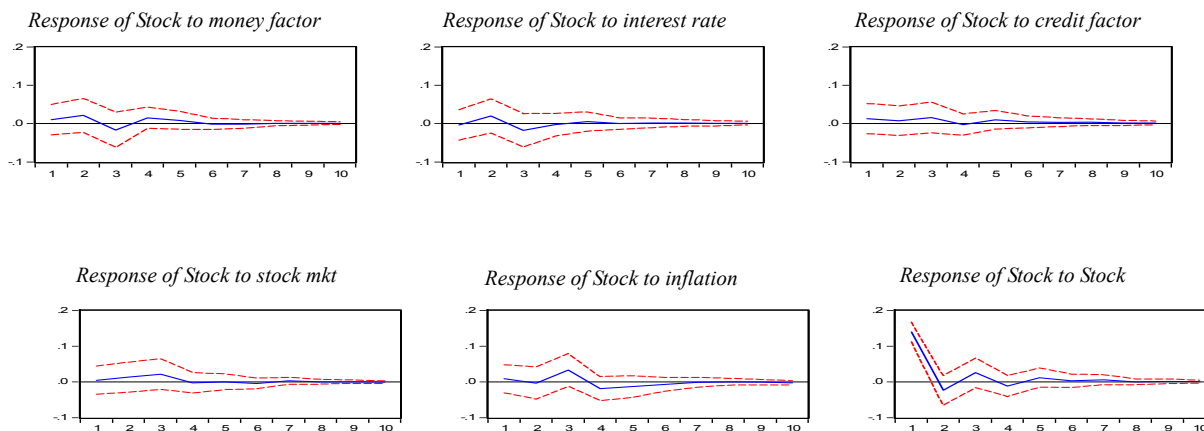 Response of Stock to money factor
.2
.1
.0
-.1
1 2 3 4 5 6 7 8 9 10
Response of Stock to interest rate
.2
.1
.0
-.1
1 2 3 4 5 6 7 8 9 10
Response of Stock to credit factor
.2
.1
.0
-.1
1 2 3 4 5 6 7 8 9 10
Response of Stock to stock mkt
.2
.1
.0
-.1
1 2 3 4 5 6 7 8 9 10
Response of Stock to inflation
.2
.1
.0
-.1
1 2 3 4 5 6 7 8 9 10
Response of Stock to Stock
.2
.1
.0
-.1
1 2 3 4 5 6 7 8 9 10